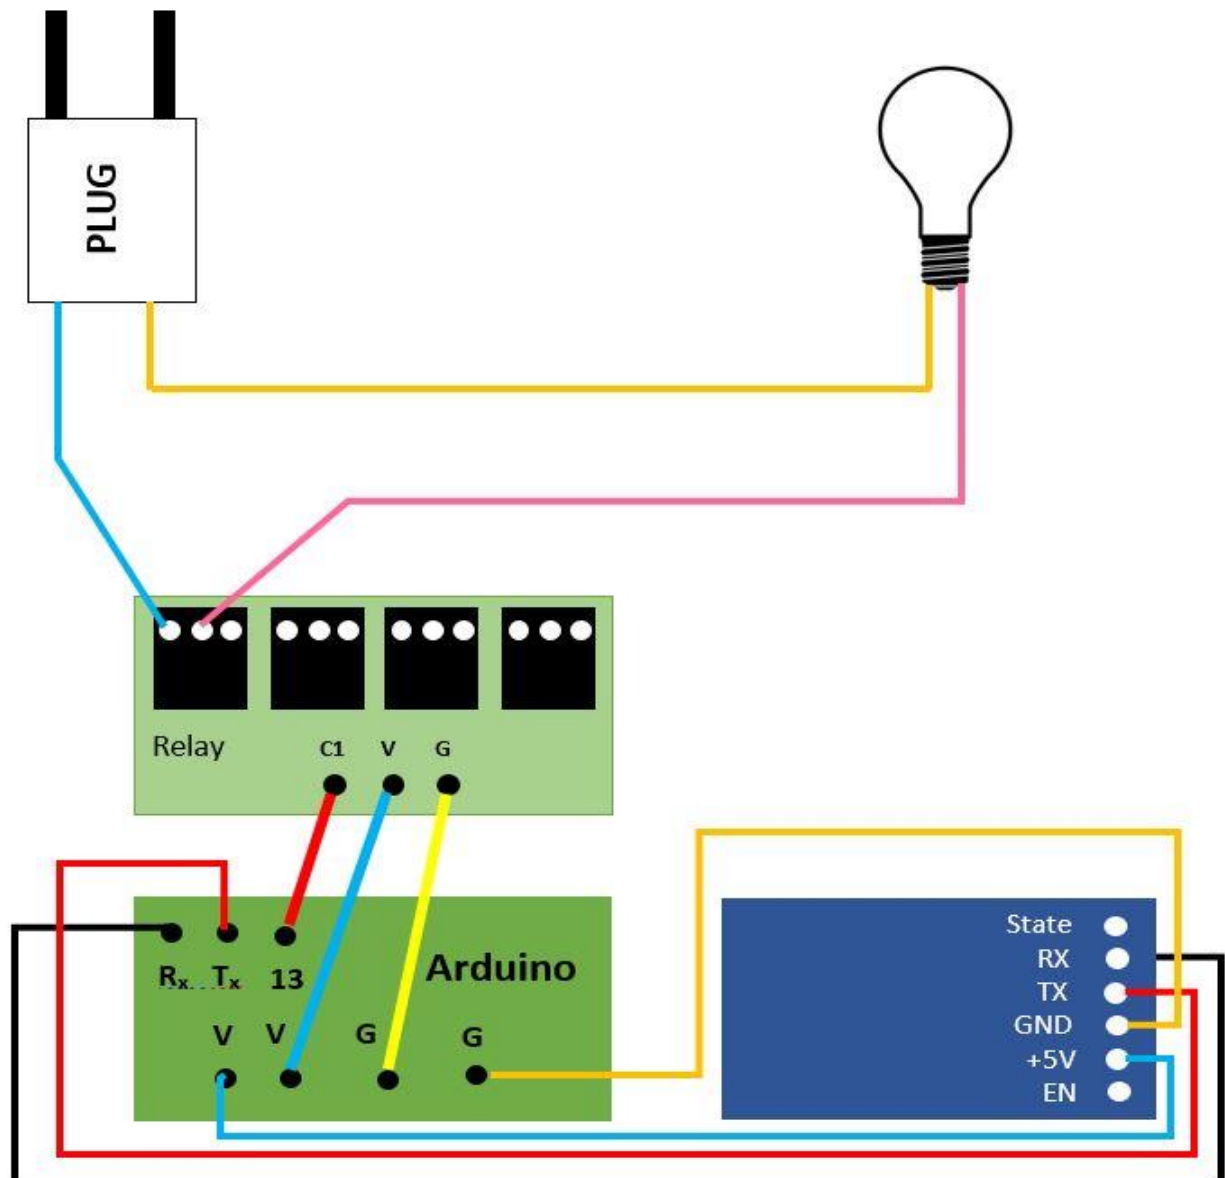 PLUG
Relay
C1 V G
Rx Tx 13
Arduino
V V G G
State
RX
TX
GND
+5V
EN